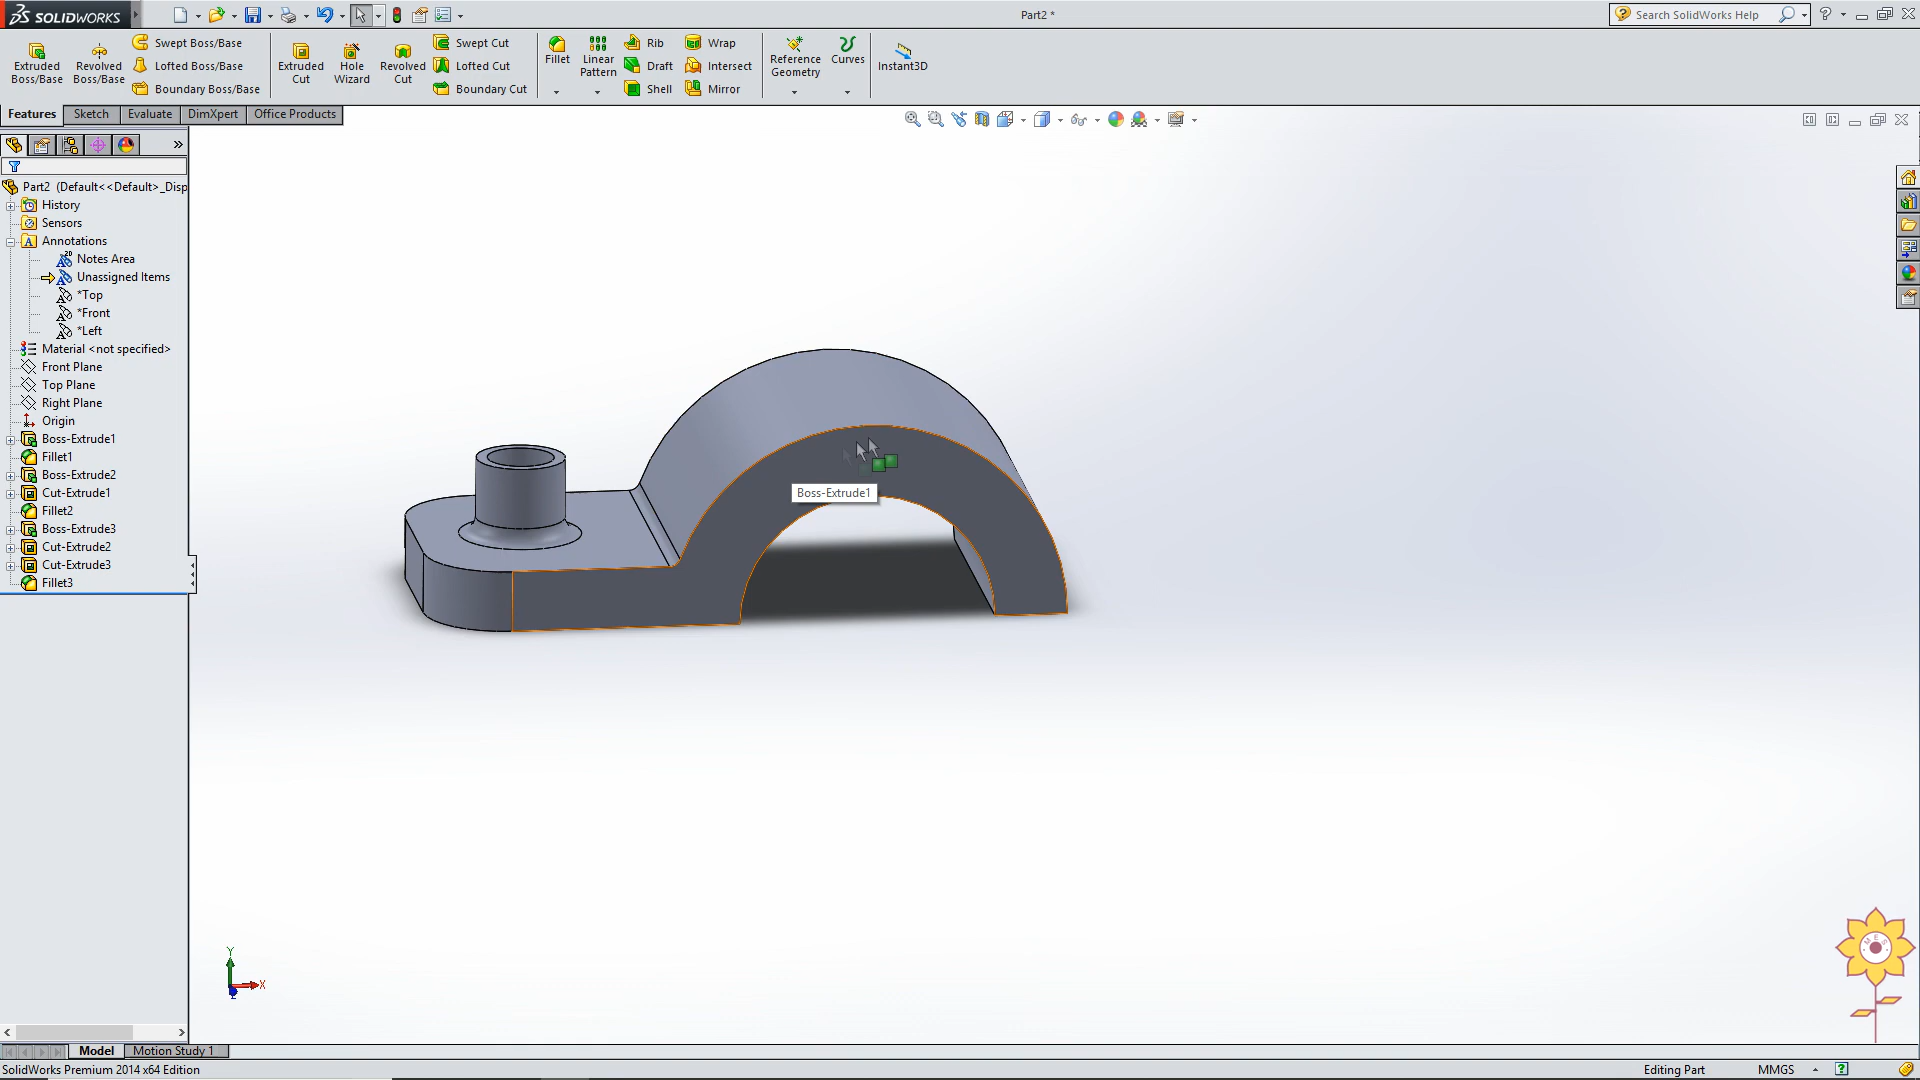 SOLIDWORKS
Part2 *
Search SolidWorks Help
Extruded
Boss/Base
Revolved
Boss/Base
Swept Boss/Base
Lofted Boss/Base
Boundary Boss/Base
Extruded
Cut
Hole
Wizard
Revolved
Cut
Swept Cut
Lofted Cut
Boundary Cut
Fillet
Linear
Pattern
Rib
Draft
Shell
Wrap
Intersect
Mirror
Reference
Geometry
Curves
Instant3D
Features
Sketch
Evaluate
DimXpert
Office Products
Part2 (Default<<Default>_Disp
History
Sensors
Annotations
Notes Area
Unassigned Items
*Top
*Front
*Left
Material <not specified>
Front Plane
Top Plane
Right Plane
Origin
Boss-Extrude1
Fillet1
Boss-Extrude2
Cut-Extrude1
Fillet2
Boss-Extrude3
Cut-Extrude2
Cut-Extrude3
Fillet3
Boss-Extrude1
Y
X
Z
Model
Motion Study 1
SolidWorks Premium 2014 x64 Edition
Editing Part
MMGS